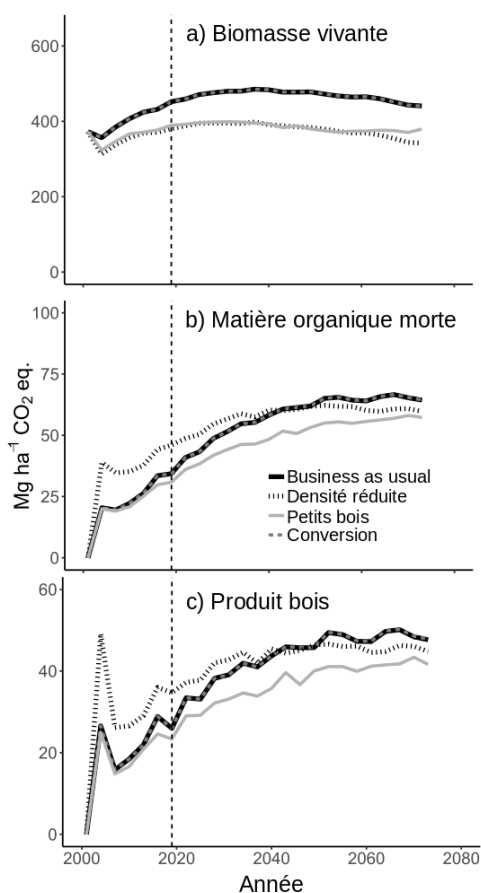 a) Biomasse vivante
600
400
200
0
b) Matière organique morte
100
75
50
25
0
Mg ha⁻¹ CO₂ eq.
Business as usual
Densité réduite
Petits bois
Conversion
c) Produit bois
60
40
20
0
2000 2020 2040 2060 2080
Année